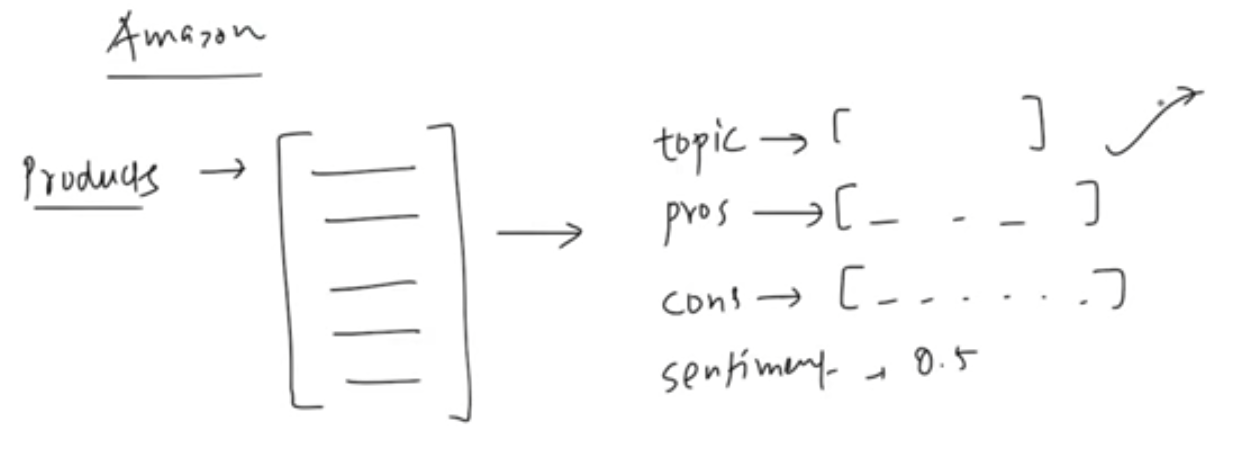 Amazon
Products → [ ] →
topic → [ ]
pros → [ _ - _ ]
cons → [ _ _ . . . . ]
sentiment → 0.5